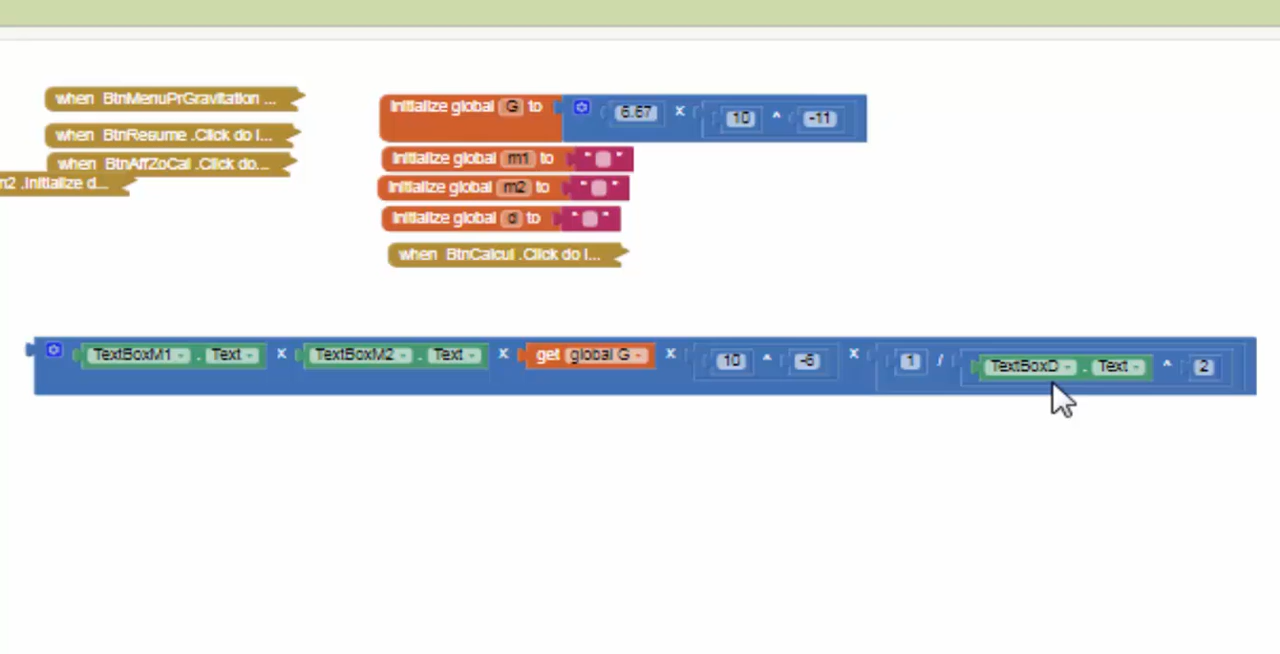 when BtnMenuPrGravitation ...
when BtnResume .Click do l...
when BtnAffZoCal .Click do...
n2 .Initialize d...
initialize global G to 6.67 x 10 ^ -11
initialize global m1 to " "
initialize global m2 to " "
initialize global d to " "
when BtnCalcul .Click do l...
TextBoxM1 . Text x TextBoxM2 . Text x get global G x 10 ^ -6 x 1 / TextBoxD . Text ^ 2